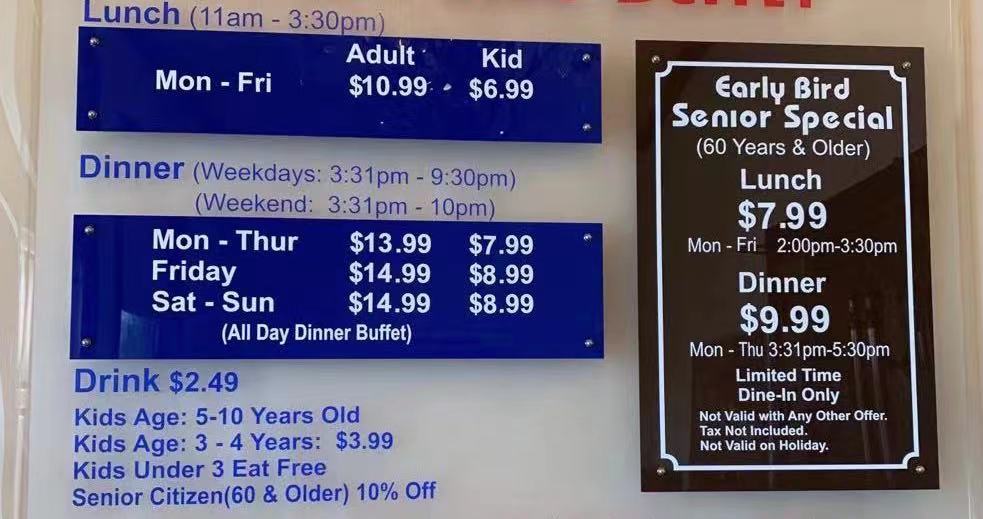 Lunch (11am - 3:30pm)
Adult Kid
Mon - Fri $10.99 $6.99
Dinner (Weekdays: 3:31pm - 9:30pm)
(Weekend: 3:31pm - 10pm)
Mon - Thur $13.99 $7.99
Friday $14.99 $8.99
Sat - Sun $14.99 $8.99
(All Day Dinner Buffet)
Drink $2.49
Kids Age: 5-10 Years Old
Kids Age: 3 - 4 Years: $3.99
Kids Under 3 Eat Free
Senior Citizen(60 & Older) 10% Off
Early Bird
Senior Special
(60 Years & Older)
Lunch
$7.99
Mon - Fri 2:00pm-3:30pm
Dinner
$9.99
Mon - Thu 3:31pm-5:30pm
Limited Time
Dine-In Only
Not Valid with Any Other Offer.
Tax Not Included.
Not Valid on Holiday.